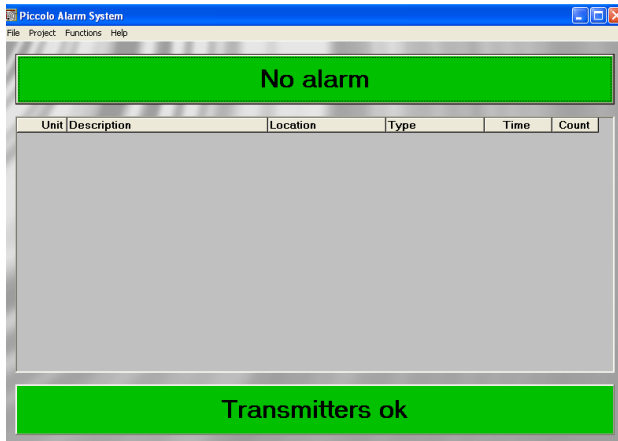 Piccolo Alarm System
File Project Functions Help
No alarm
Unit Description Location Type Time Count
Transmitters ok